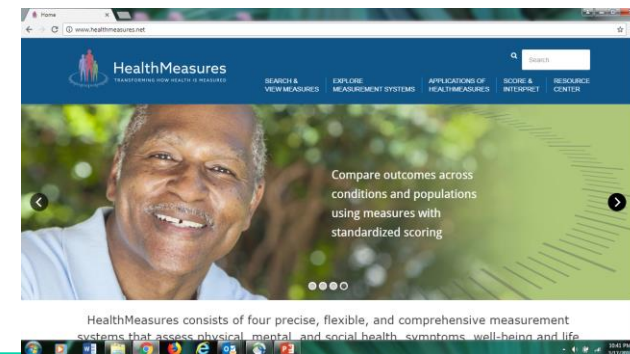 Home
www.healthmeasures.net
Search
HealthMeasures
TRANSFORMING HOW HEALTH IS MEASURED
SEARCH & VIEW MEASURES
EXPLORE MEASUREMENT SYSTEMS
APPLICATIONS OF HEALTHMEASURES
SCORE & INTERPRET
RESOURCE CENTER
Compare outcomes across
conditions and populations
using measures with
standardized scoring
HealthMeasures consists of four precise, flexible, and comprehensive measurement
systems that assess physical, mental, and social health, symptoms, well-being and life
10:41 PM